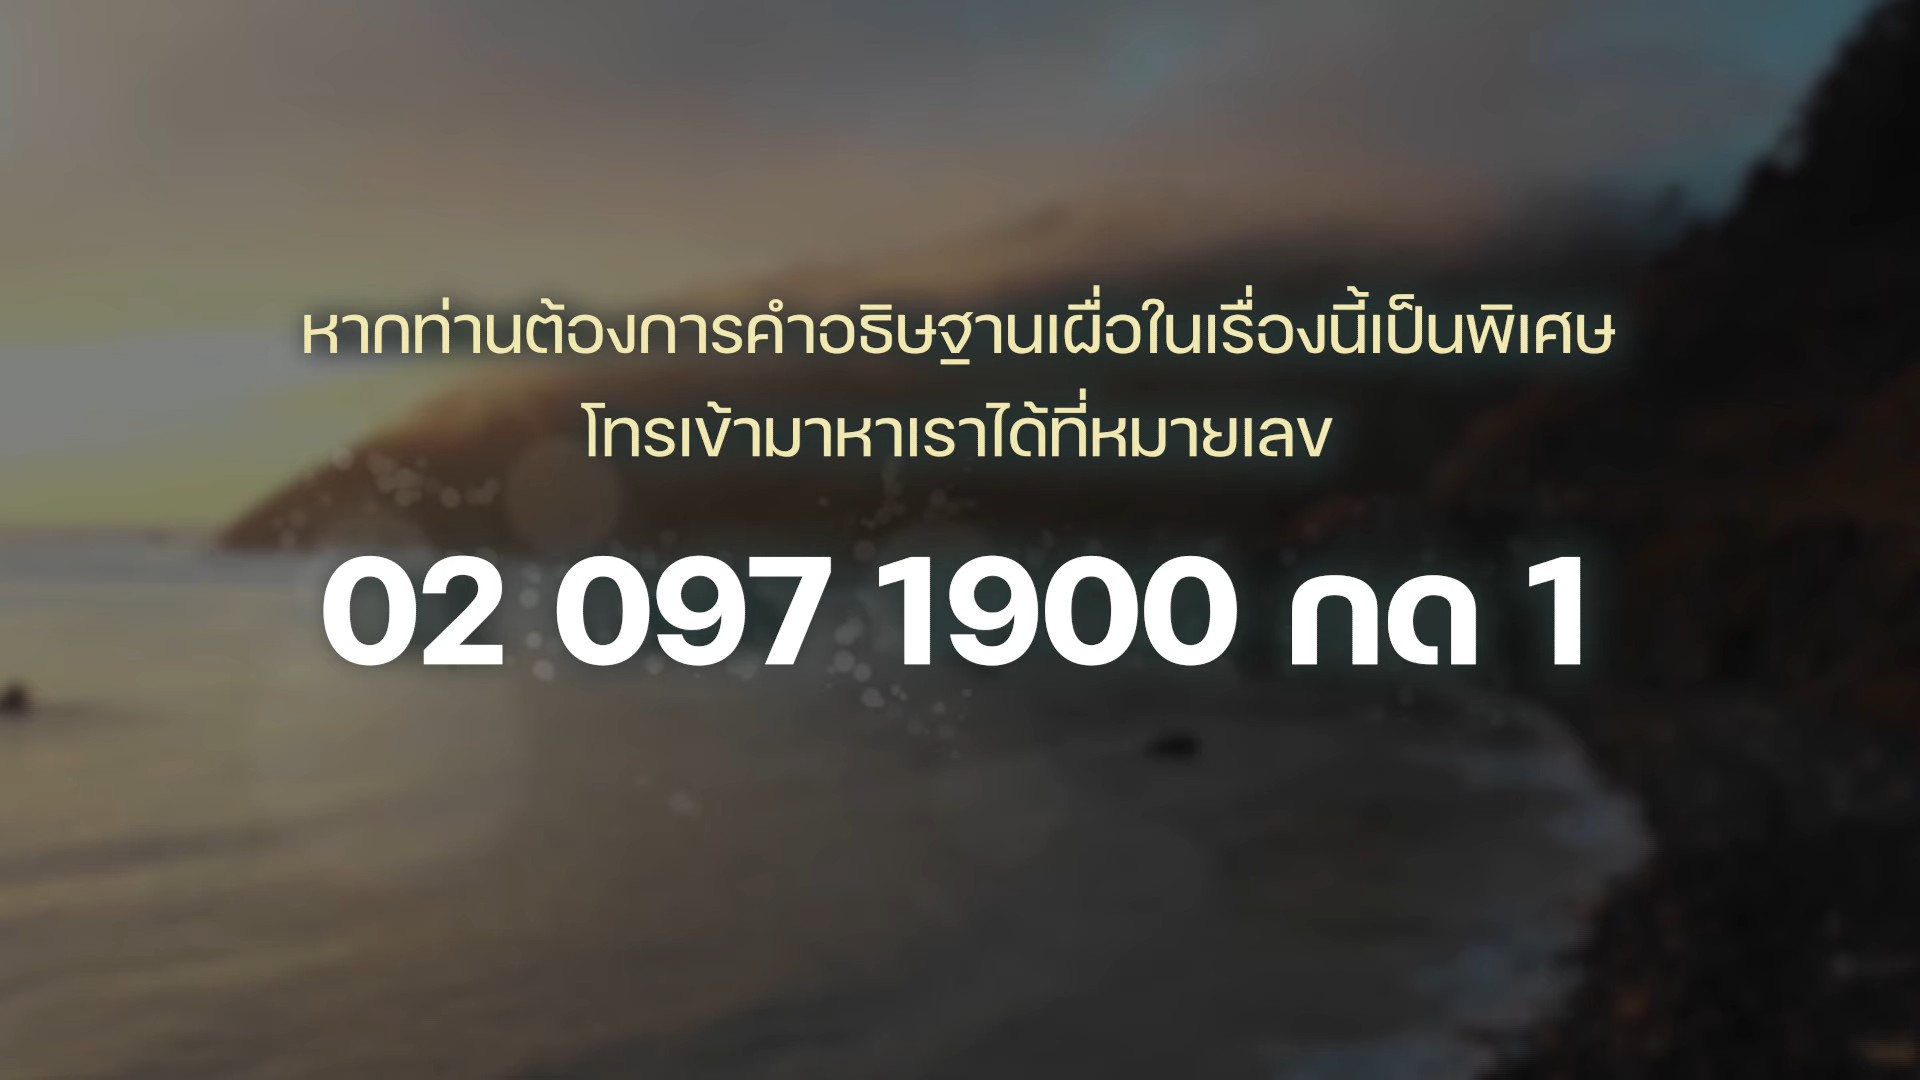 หากท่านต้องการคำอธิษฐานเผื่อในเรื่องนี้เป็นพิเศษ
โทรเข้ามาหาเราได้ที่หมายเลข
02 097 1900 กด 1